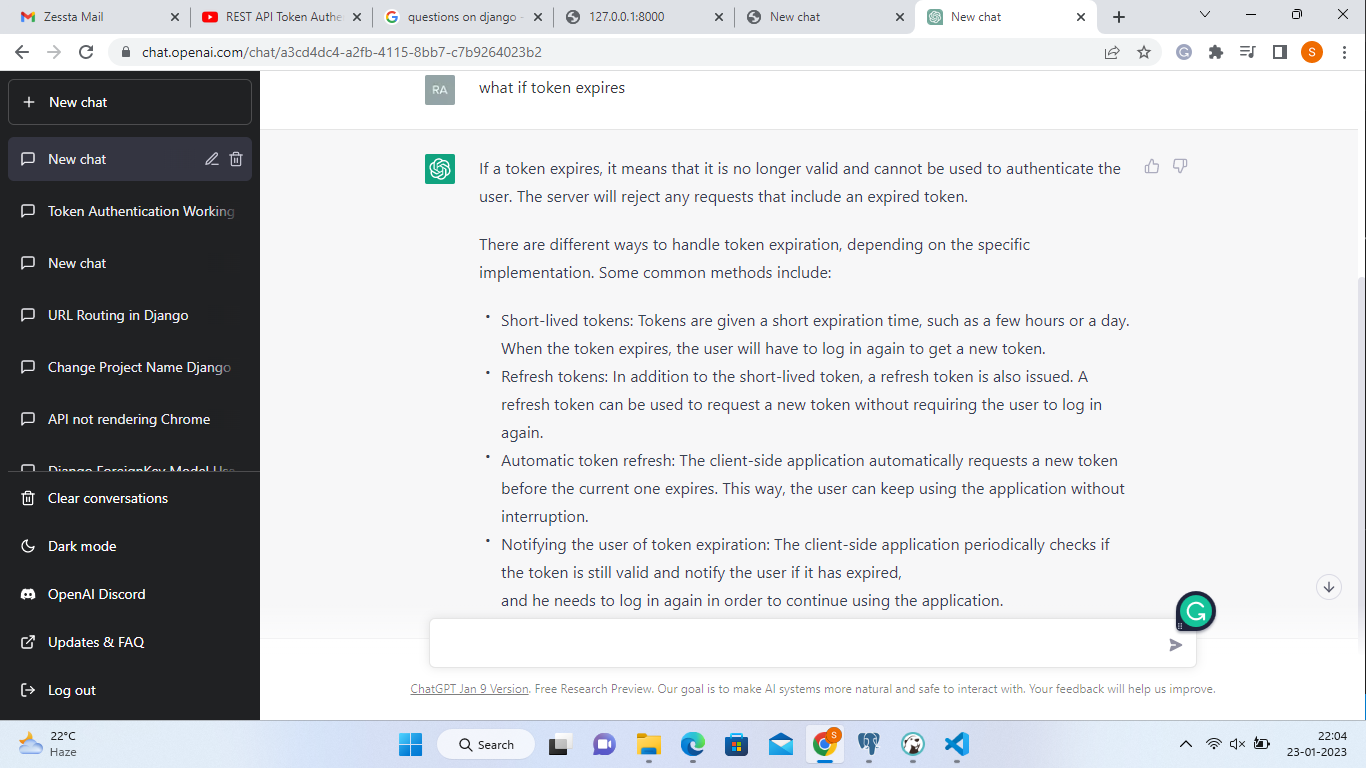 Zessta Mail
REST API Token Authe
questions on django -
127.0.0.1:8000
New chat
New chat
chat.openai.com/chat/a3cd4dc4-a2fb-4115-8bb7-c7b9264023b2
S
New chat
New chat
Token Authentication Working
New chat
URL Routing in Django
Change Project Name Django
API not rendering Chrome
Django ForeignKey Model Use
Clear conversations
Dark mode
OpenAI Discord
Updates & FAQ
Log out
RA
what if token expires
If a token expires, it means that it is no longer valid and cannot be used to authenticate the
user. The server will reject any requests that include an expired token.
There are different ways to handle token expiration, depending on the specific
implementation. Some common methods include:
• Short-lived tokens: Tokens are given a short expiration time, such as a few hours or a day.
When the token expires, the user will have to log in again to get a new token.
• Refresh tokens: In addition to the short-lived token, a refresh token is also issued. A
refresh token can be used to request a new token without requiring the user to log in
again.
• Automatic token refresh: The client-side application automatically requests a new token
before the current one expires. This way, the user can keep using the application without
interruption.
• Notifying the user of token expiration: The client-side application periodically checks if
the token is still valid and notify the user if it has expired,
and he needs to log in again in order to continue using the application.
ChatGPT Jan 9 Version. Free Research Preview. Our goal is to make AI systems more natural and safe to interact with. Your feedback will help us improve.
22°C
Haze
Search
S
22:04
23-01-2023